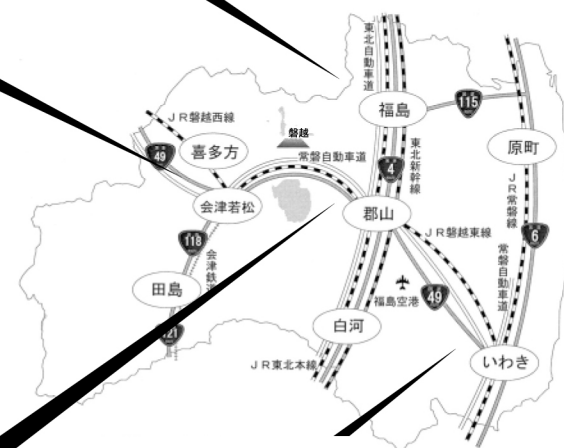 東北自動車道
福島
115
JR磐越西線
喜多方
49
磐越
常磐自動車道
4
東北新幹線
原町
JR常磐線
会津若松
郡山
JR磐越東線
6
118
会津鉄道
常磐自動車道
田島
福島空港
49
白河
いわき
JR東北本線